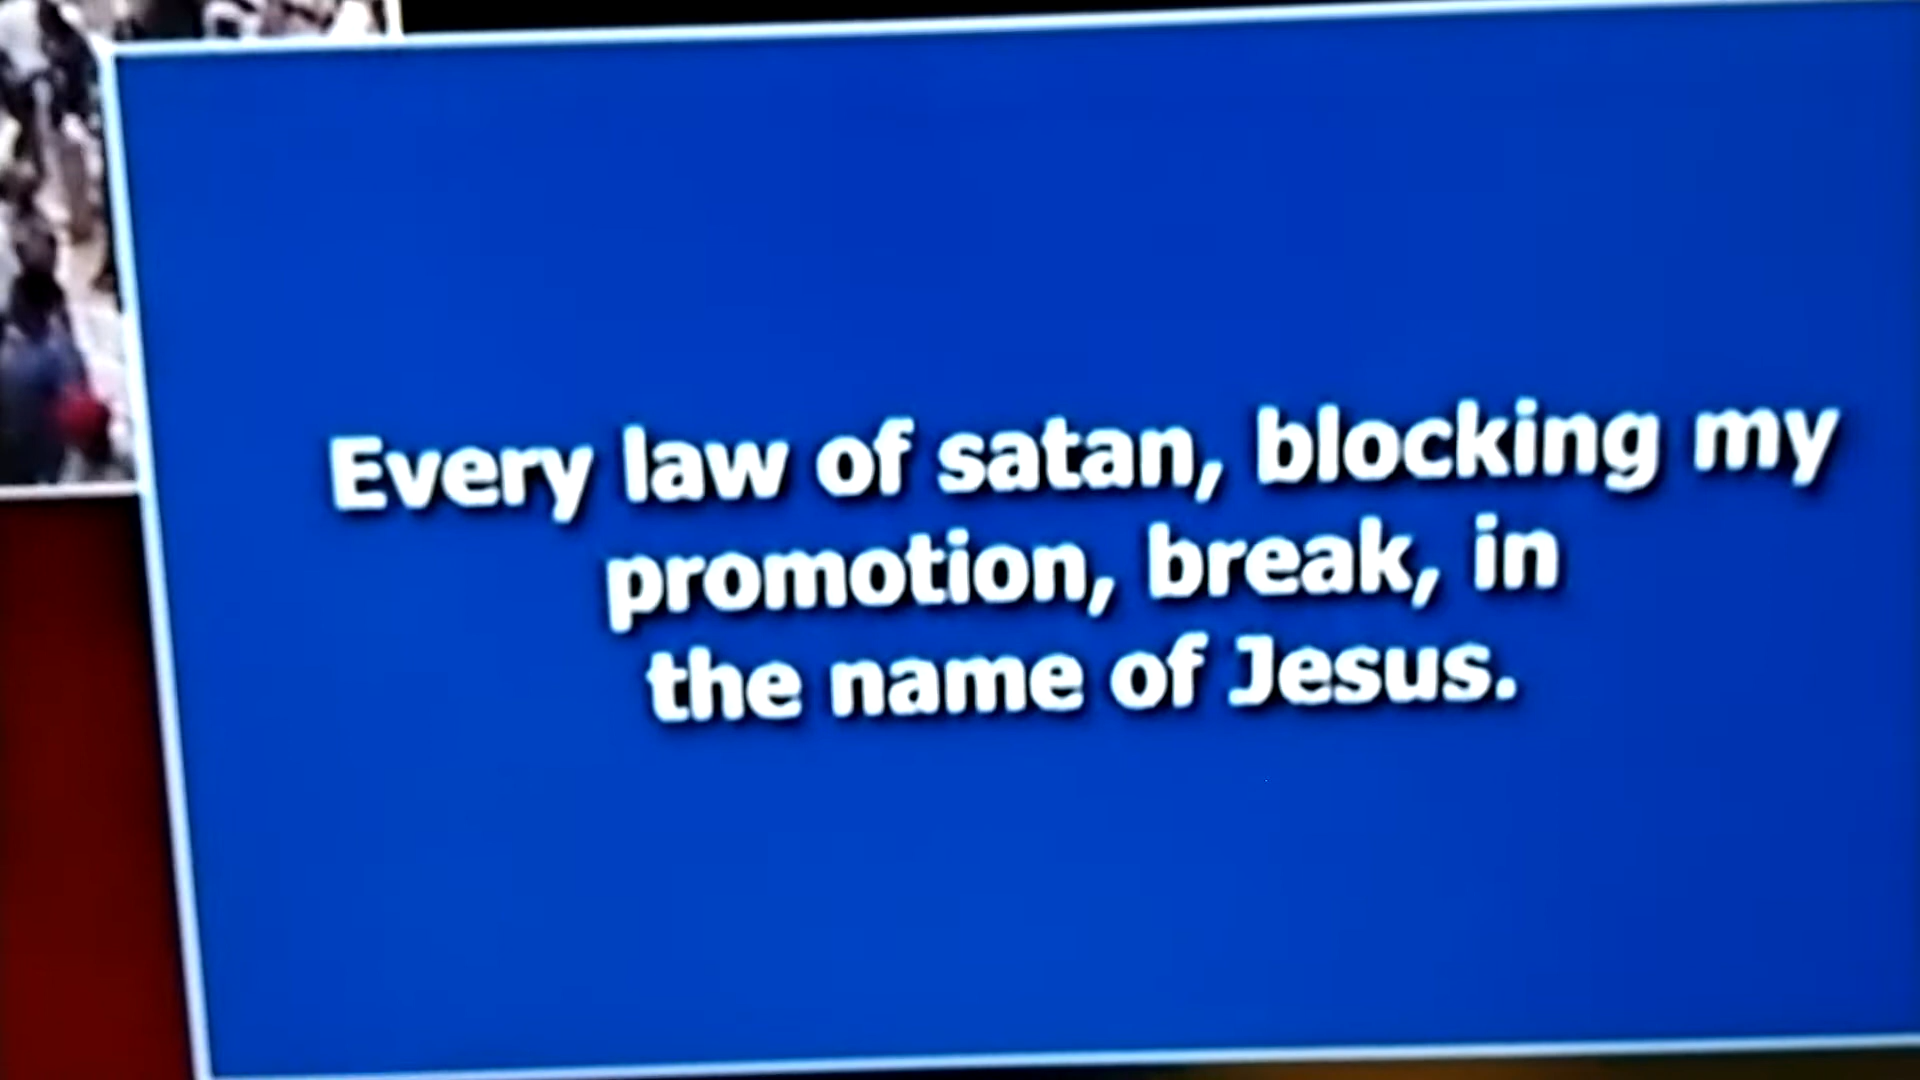 Every law of satan, blocking my
promotion, break, in
the name of Jesus.